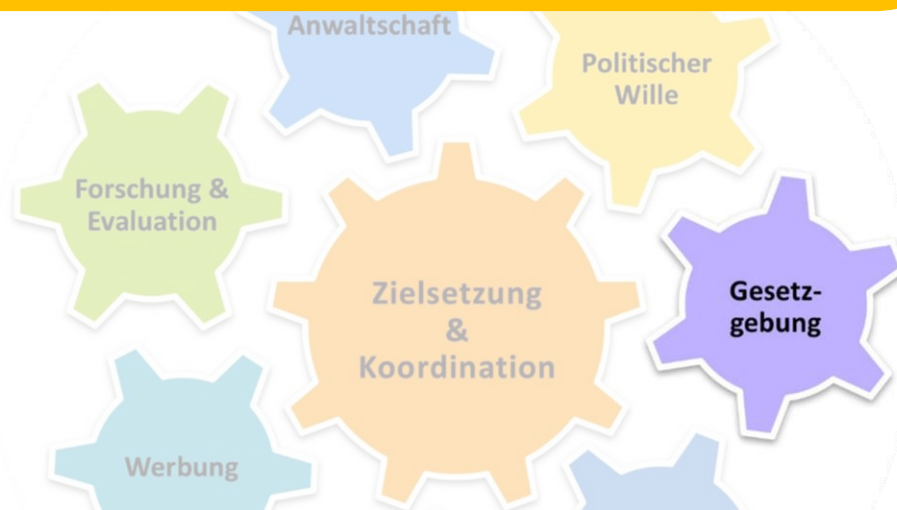 Anwaltschaft
Politischer
Wille
Forschung &
Evaluation
Zielsetzung
&
Koordination
Gesetz-
gebung
Werbung